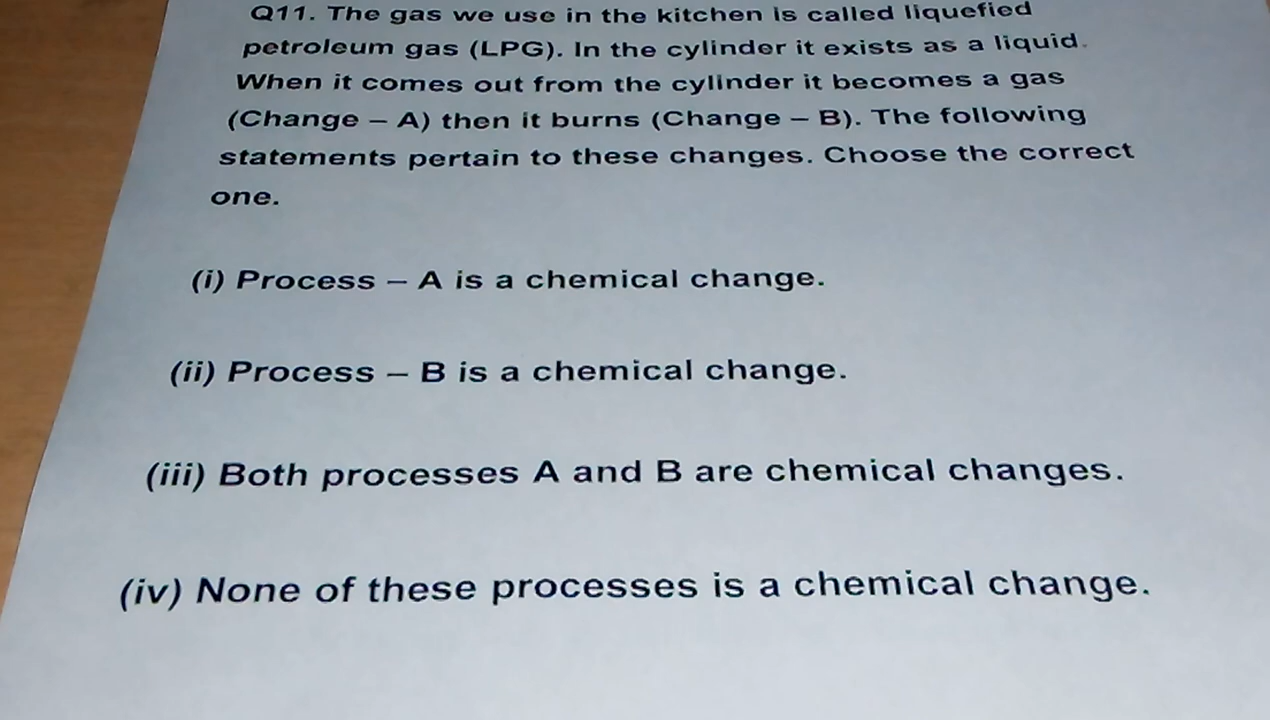 Q11. The gas we use in the kitchen is called liquefied
petroleum gas (LPG). In the cylinder it exists as a liquid.
When it comes out from the cylinder it becomes a gas
(Change – A) then it burns (Change – B). The following
statements pertain to these changes. Choose the correct
one.
(i) Process – A is a chemical change.
(ii) Process – B is a chemical change.
(iii) Both processes A and B are chemical changes.
(iv) None of these processes is a chemical change.